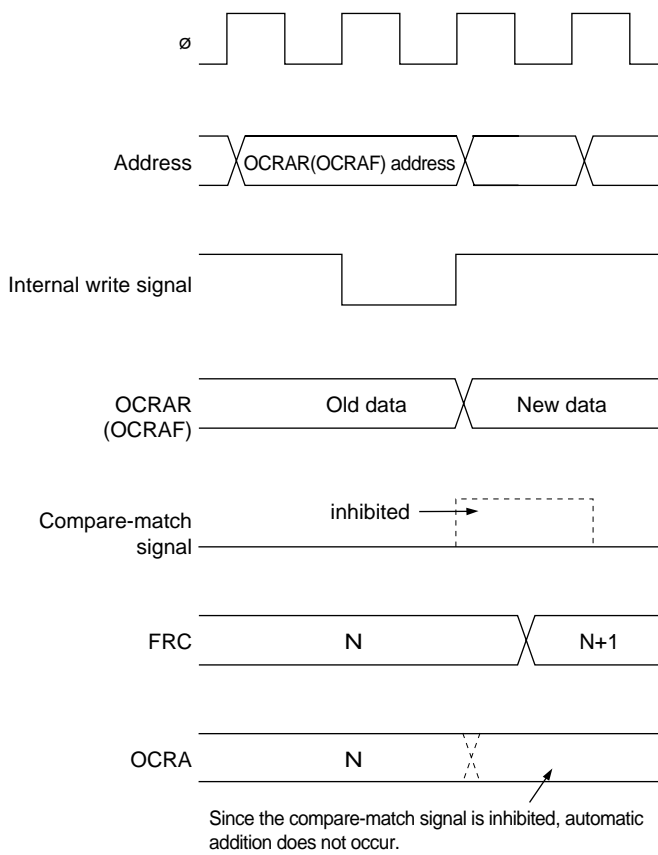 ø
Address
OCRAR(OCRAF) address
Internal write signal
OCRAR
(OCRAF)
Old data
New data
Compare-match
signal
inhibited
FRC
N
N+1
OCRA
N
Since the compare-match signal is inhibited, automatic
addition does not occur.